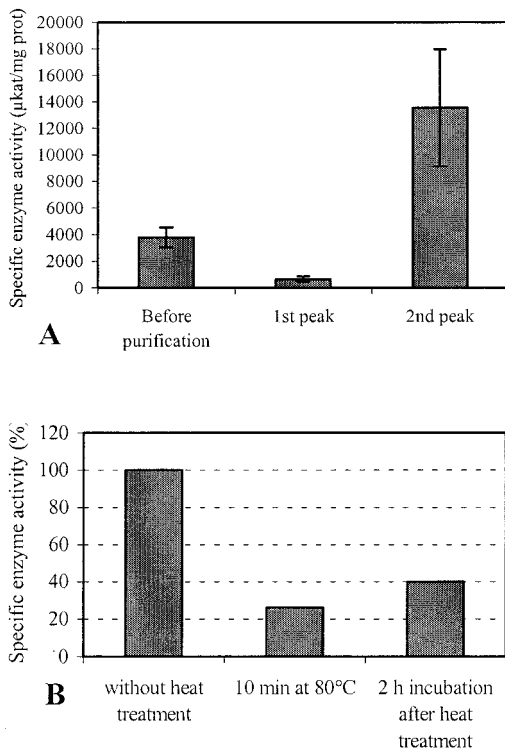 Specific enzyme activity (µkat/mg prot)
20000
18000
16000
14000
12000
10000
8000
6000
4000
2000
0
Before
purification
1st peak
2nd peak
A
Specific enzyme activity (%)
120
100
80
60
40
20
0
without heat
treatment
10 min at 80°C
2 h incubation
after heat
treatment
B